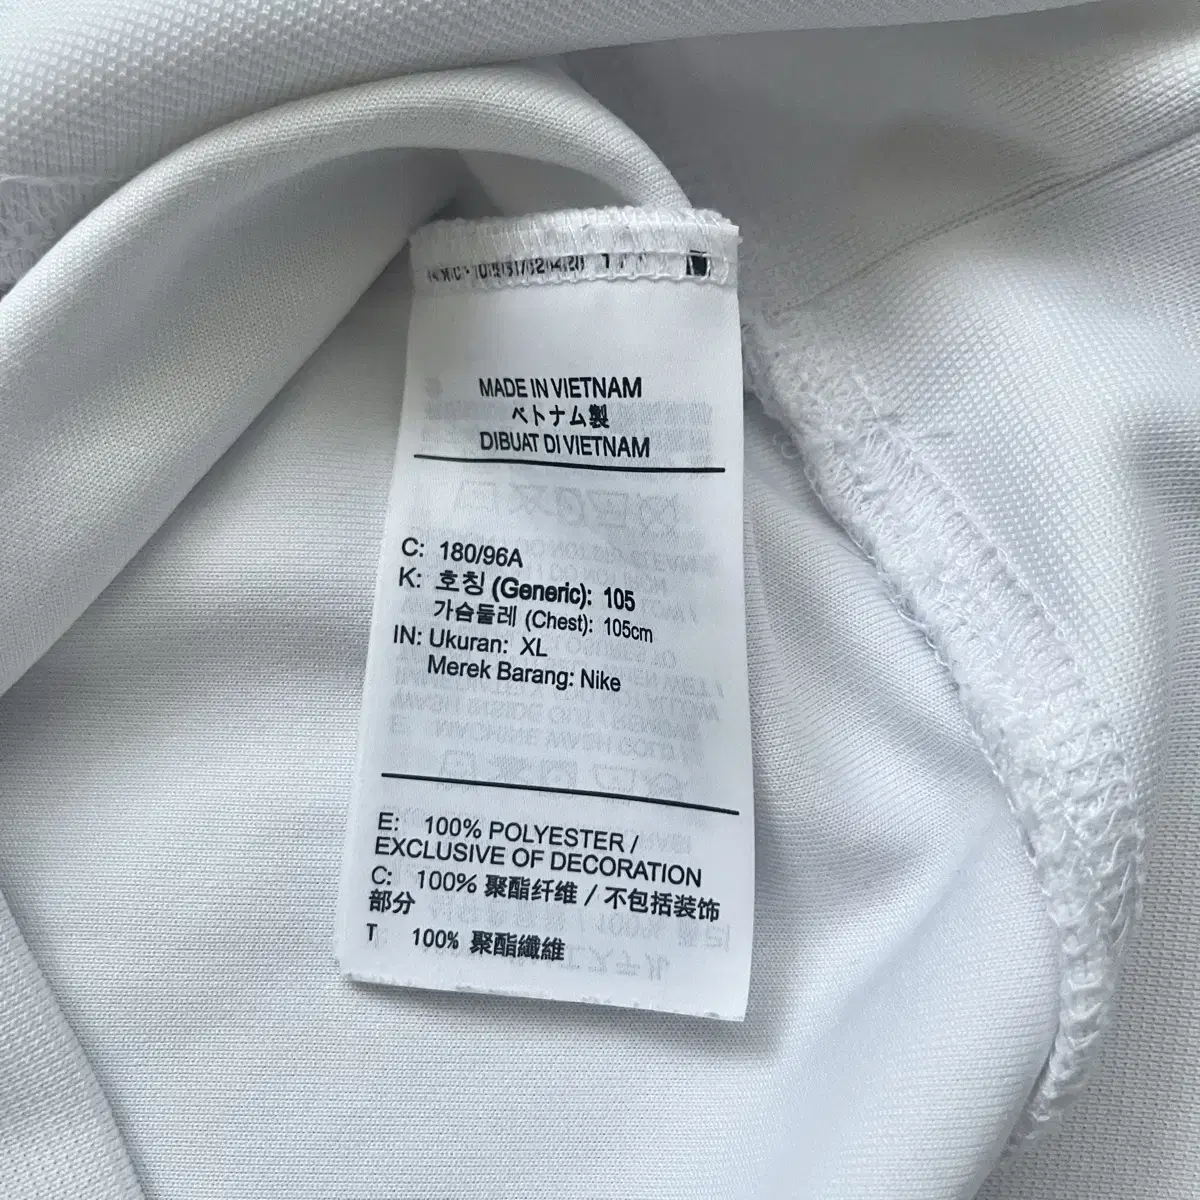 MADE IN VIETNAM
ベトナム製
DIBUAT DI VIETNAM
C: 180/96A
K: 호칭 (Generic): 105
가슴둘레 (Chest): 105cm
IN: Ukuran: XL
Merek Barang: Nike
E: 100% POLYESTER /
EXCLUSIVE OF DECORATION
C: 100% 聚酯纤维 / 不包括装饰
部分
T 100% 聚酯纖維